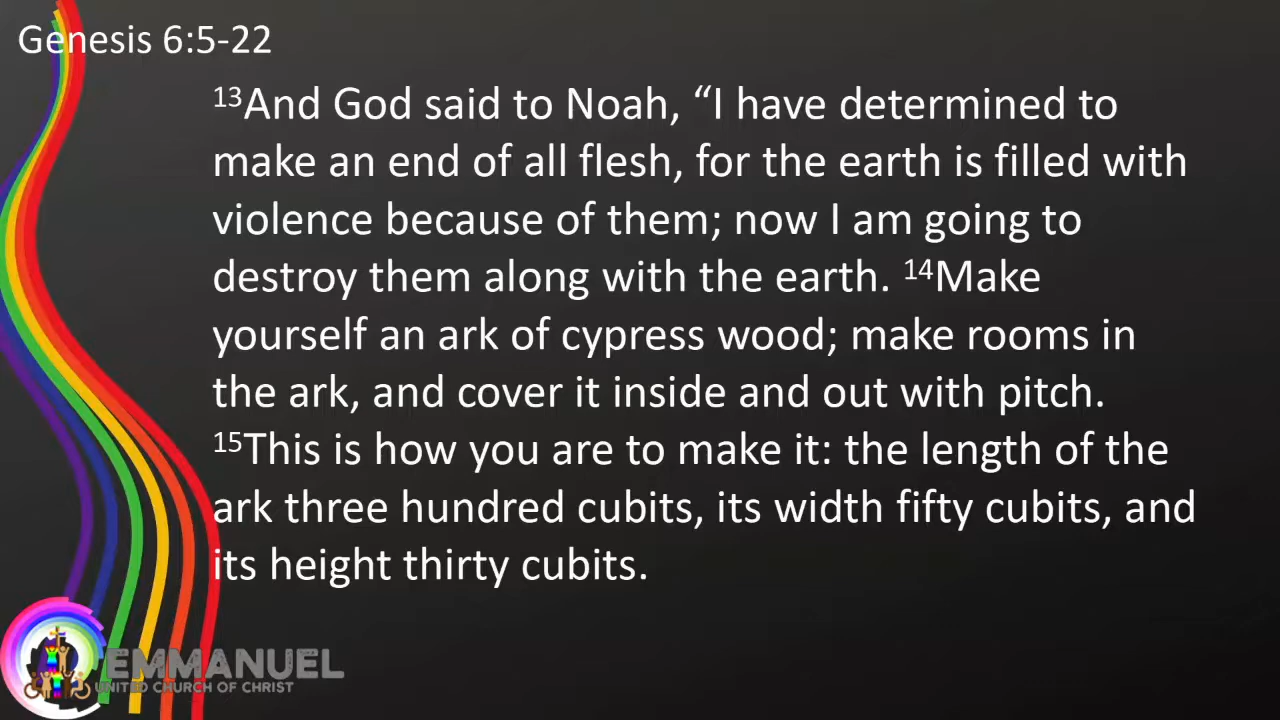 Genesis 6:5-22
¹³And God said to Noah, “I have determined to
make an end of all flesh, for the earth is filled with
violence because of them; now I am going to
destroy them along with the earth. ¹⁴Make
yourself an ark of cypress wood; make rooms in
the ark, and cover it inside and out with pitch.
¹⁵This is how you are to make it: the length of the
ark three hundred cubits, its width fifty cubits, and
its height thirty cubits.
EMMANUEL
UNITED CHURCH OF CHRIST